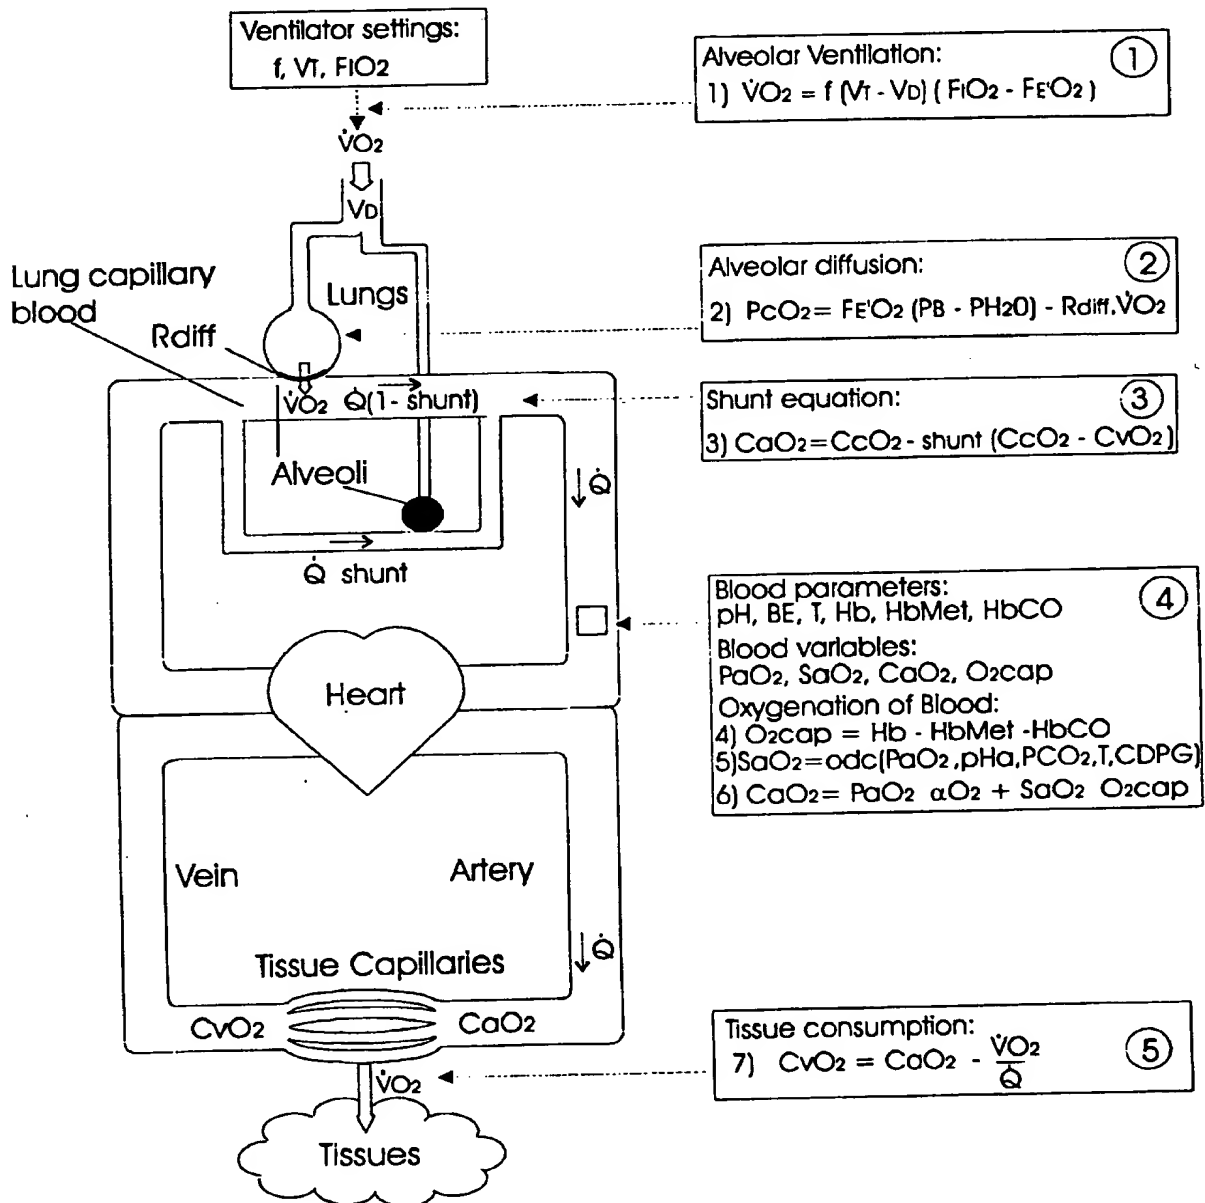 Ventilator settings:
f, VT, FIO2
V̇O2
VD
Lungs
Lung capillary
blood
Rdiff
V̇O2
Q̇(1- shunt)
Alveoli
Q̇
Q̇ shunt
Heart
Vein
Artery
Q̇
Tissue Capillaries
CvO2
CaO2
V̇O2
Tissues
Alveolar Ventilation:
①
1) V̇O2 = f (VT - VD) ( FIO2 - FE'O2 )
Alveolar diffusion:
②
2) PcO2= FE'O2 (PB - PH2O) - Rdiff.V̇O2
Shunt equation:
③
3) CaO2=CcO2- shunt (CcO2 - CvO2)
Blood parameters:
④
pH, BE, T, Hb, HbMet, HbCO
Blood variables:
PaO2, SaO2, CaO2, O2cap
Oxygenation of Blood:
4) O2cap = Hb - HbMet -HbCO
5)SaO2=odc(PaO2,pHa,PCO2,T,CDPG)
6) CaO2= PaO2 αO2 + SaO2 O2cap
Tissue consumption:
⑤
7) CvO2 = CaO2 - V̇O2
Q̇